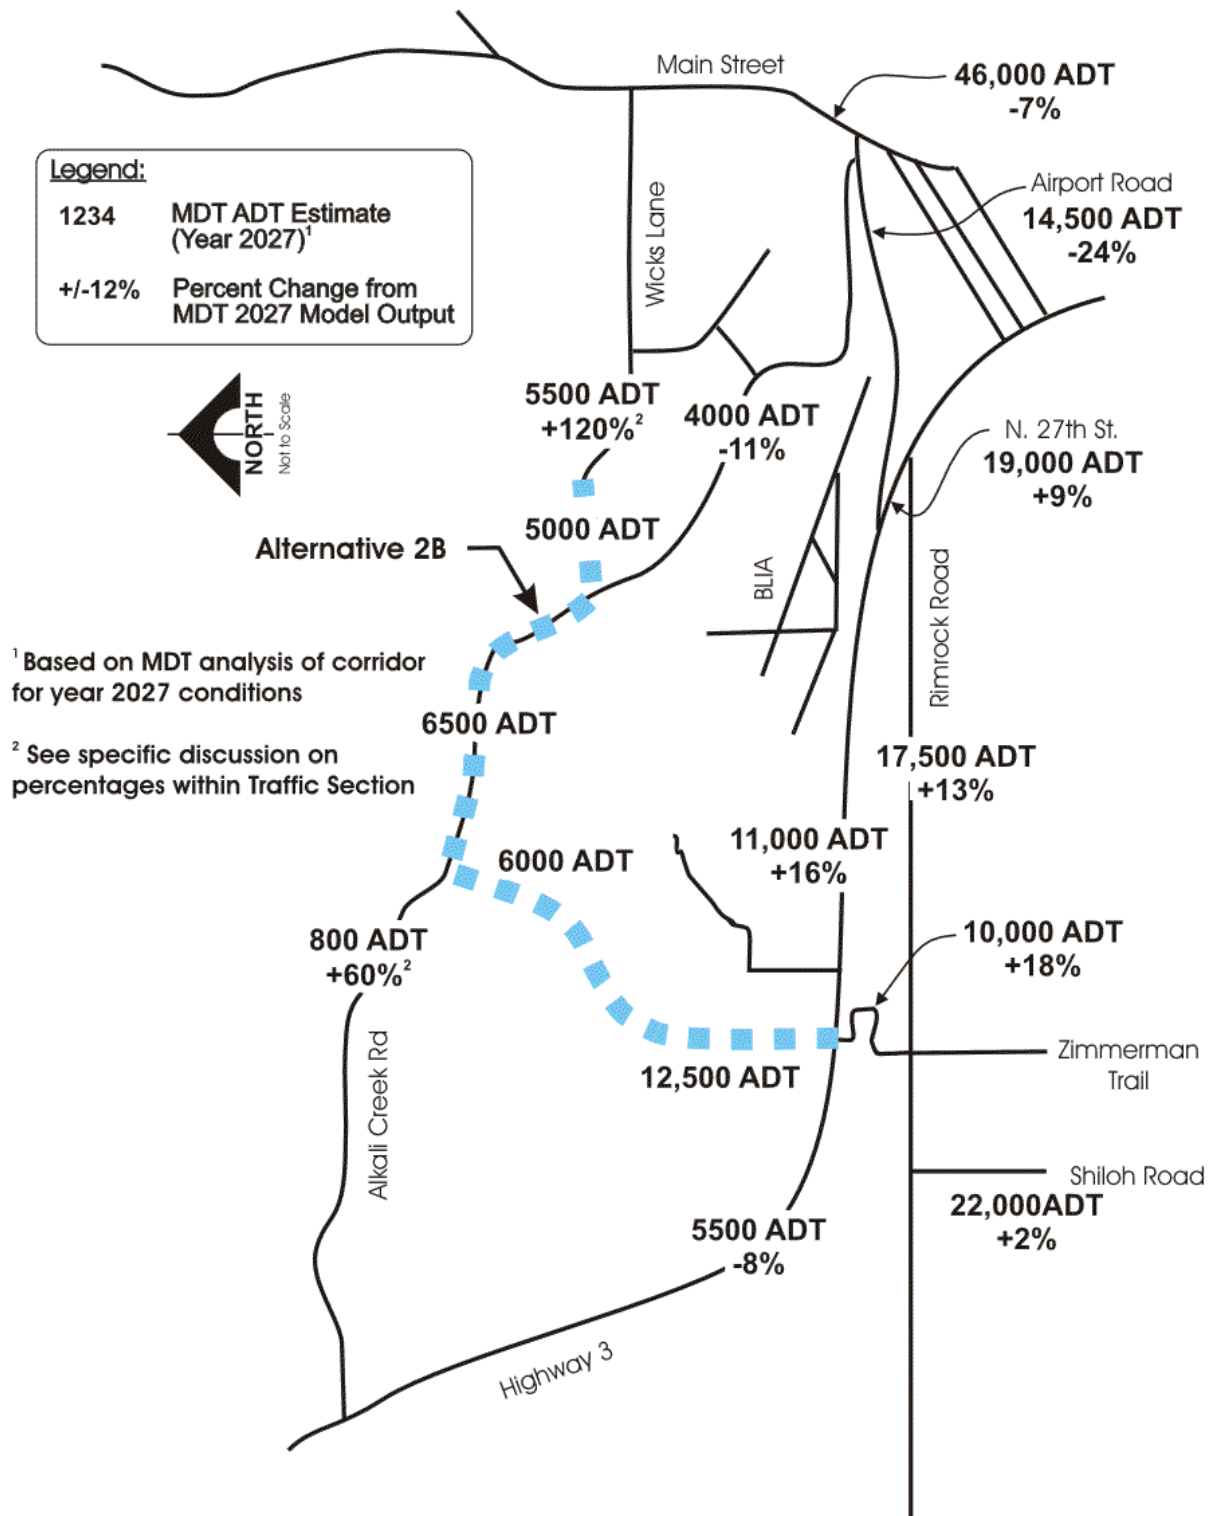 Main Street
46,000 ADT
-7%
Legend:
1234 MDT ADT Estimate
(Year 2027)¹
+/-12% Percent Change from
MDT 2027 Model Output
Wicks Lane
Airport Road
14,500 ADT
-24%
NORTH
Not to Scale
5500 ADT
+120%²
4000 ADT
-11%
N. 27th St.
19,000 ADT
+9%
5000 ADT
Alternative 2B
BLIA
Rimrock Road
¹ Based on MDT analysis of corridor
for year 2027 conditions
6500 ADT
² See specific discussion on
percentages within Traffic Section
17,500 ADT
+13%
11,000 ADT
+16%
6000 ADT
800 ADT
+60%²
10,000 ADT
+18%
Alkali Creek Rd
12,500 ADT
Zimmerman
Trail
Shiloh Road
22,000ADT
+2%
5500 ADT
-8%
Highway 3